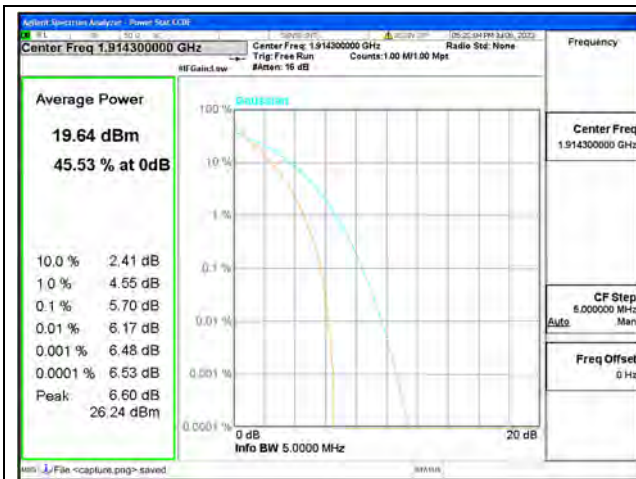 Agilent Spectrum Analyzer - Power Stat CCDF
Center Freq 1.914300000 GHz
Center Freq: 1.914300000 GHz
Radio Std: None
Trig: Free Run
Counts:1.00 M/1.00 Mpt
#IFGain:Low
#Atten: 16 dB
Frequency
Average Power
19.64 dBm
45.53 % at 0dB
10.0 % 2.41 dB
1.0 % 4.55 dB
0.1 % 5.70 dB
0.01 % 6.17 dB
0.001 % 6.48 dB
0.0001 % 6.53 dB
Peak 6.60 dB
26.24 dBm
Gaussian
100 %
10 %
1 %
0.1 %
0.01 %
0.001 %
0.0001 %
0 dB
20 dB
Info BW 5.0000 MHz
Center Freq
1.914300000 GHz
CF Step
5.000000 MHz
Auto Man
Freq Offset
0 Hz
MSG File <capture.png> saved
STATUS